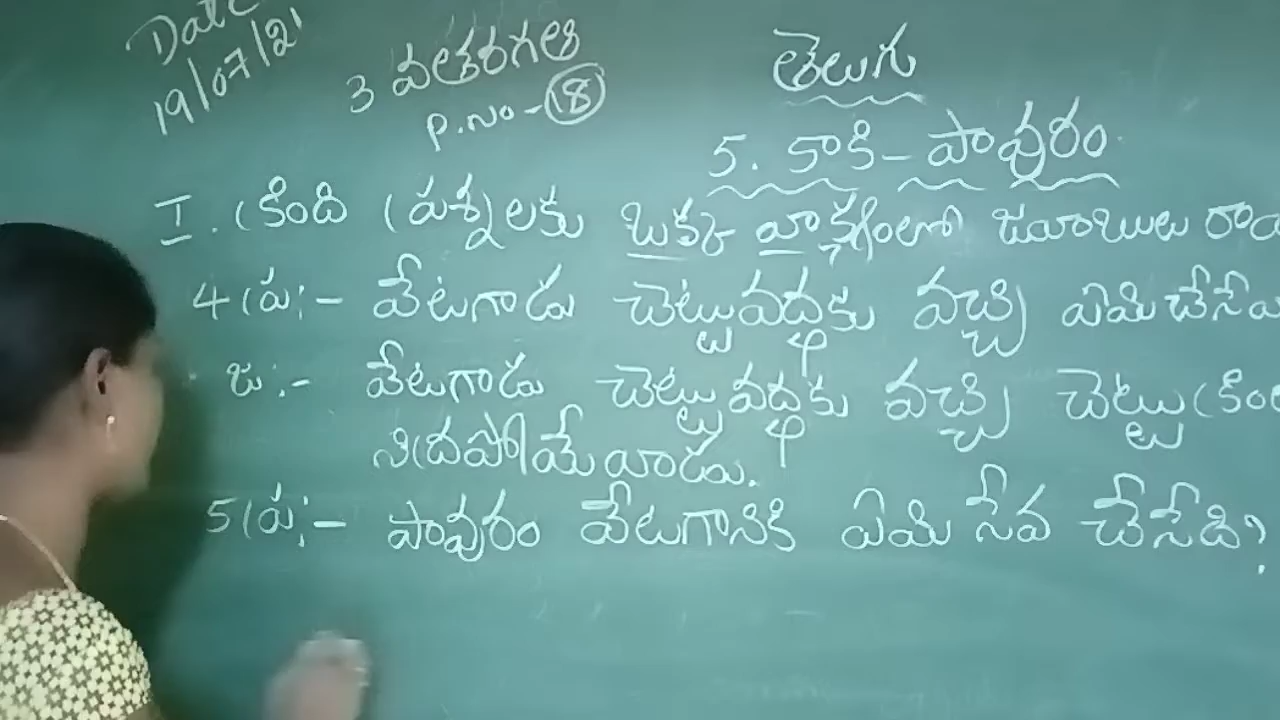 Date
19/07/21
3 వతరగతి
P.No-18
తెలుగు
5. కాకి - పావురం
I. క్రింది ప్రశ్నలకు ఒక్క వాక్యంలో జవాబులు రాయ
4 ప్ర:- వేటగాడు చెట్టువద్దకు వచ్చి ఏమి చేసేవా
జ:- వేటగాడు చెట్టువద్దకు వచ్చి చెట్టు క్రిం
నిద్రపోయేవాడు.
5 ప్ర:- పావురం వేటగానికి ఏమి సేవ చేసేది?